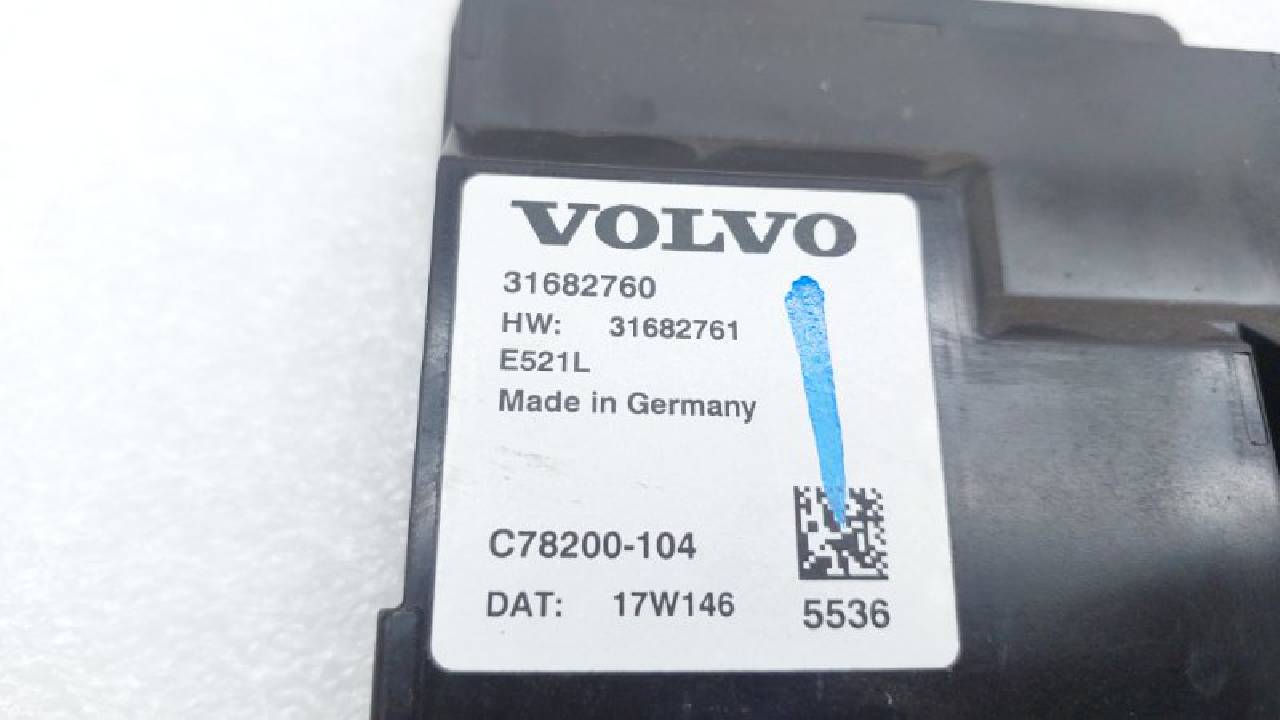 VOLVO
31682760
HW: 31682761
E521L
Made in Germany
C78200-104
DAT: 17W146
5536